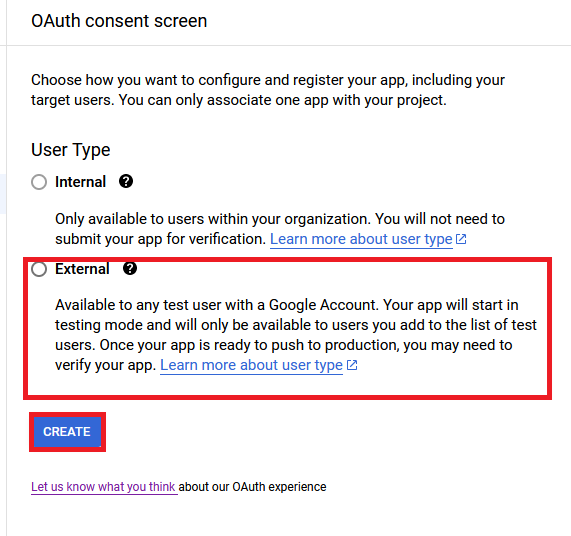 OAuth consent screen
Choose how you want to configure and register your app, including your
target users. You can only associate one app with your project.
User Type
Internal ?
Only available to users within your organization. You will not need to
submit your app for verification. Learn more about user type
External ?
Available to any test user with a Google Account. Your app will start in
testing mode and will only be available to users you add to the list of test
users. Once your app is ready to push to production, you may need to
verify your app. Learn more about user type
CREATE
Let us know what you think about our OAuth experience